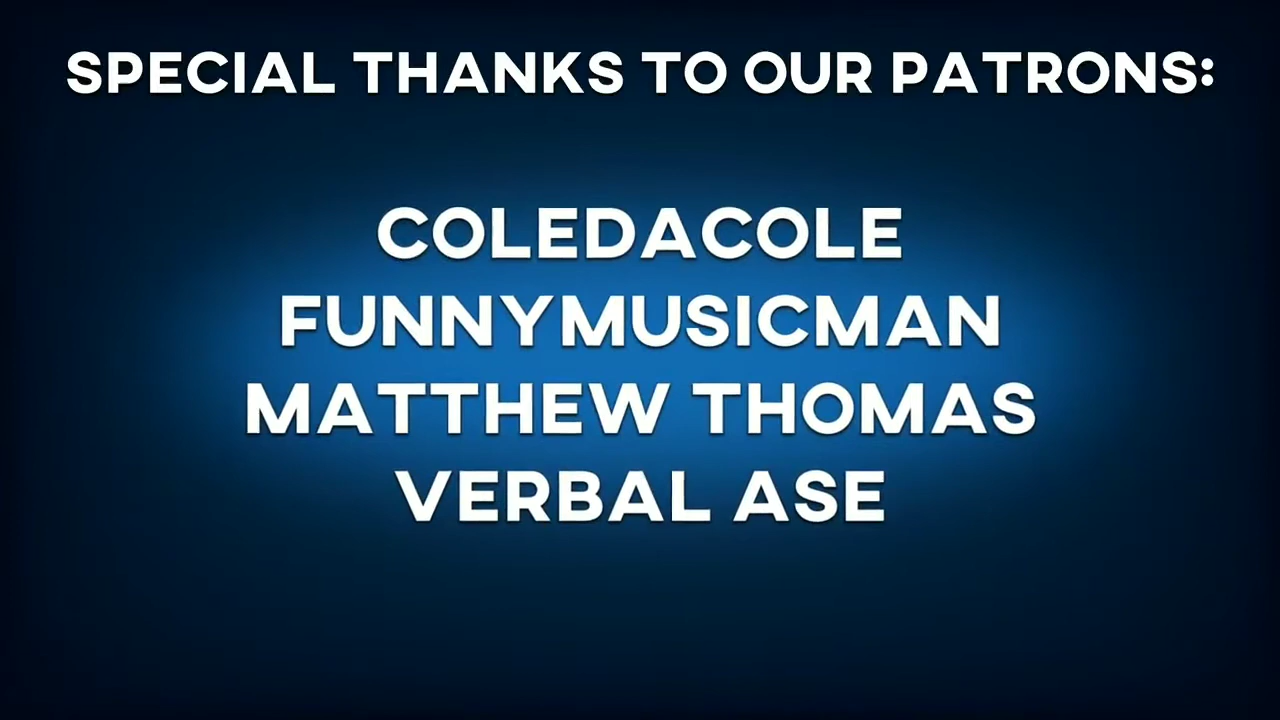 SPECIAL THANKS TO OUR PATRONS:
COLEDACOLE
FUNNYMUSICMAN
MATTHEW THOMAS
VERBAL ASE